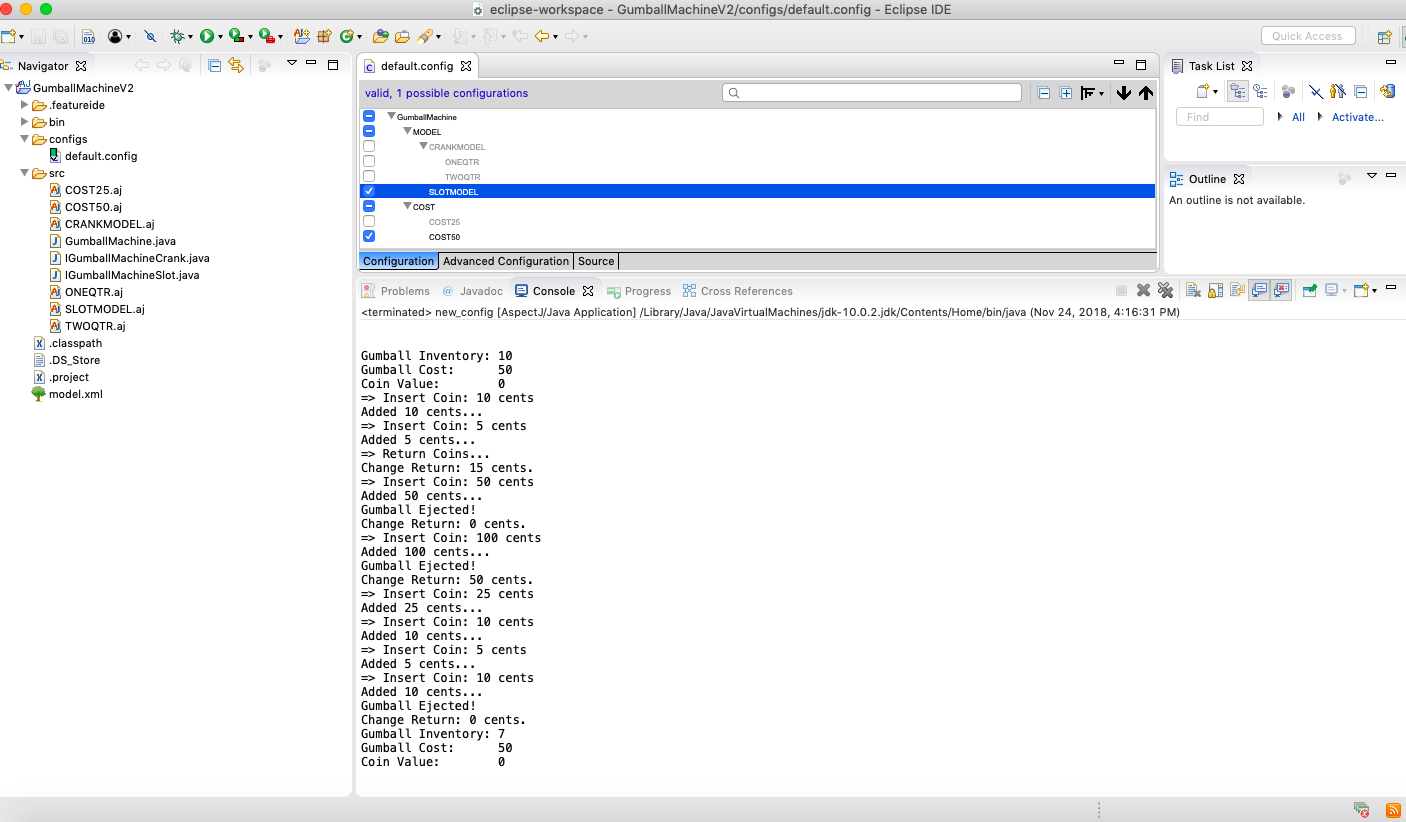 eclipse-workspace - GumballMachineV2/configs/default.config - Eclipse IDE
010
Quick Access
Navigator
GumballMachineV2
.featureide
bin
configs
default.config
src
COST25.aj
COST50.aj
CRANKMODEL.aj
GumballMachine.java
IGumballMachineCrank.java
IGumballMachineSlot.java
ONEQTR.aj
SLOTMODEL.aj
TWOQTR.aj
.classpath
.DS_Store
.project
model.xml
default.config
valid, 1 possible configurations
GumballMachine
MODEL
CRANKMODEL
ONEQTR
TWOQTR
SLOTMODEL
COST
COST25
COST50
Configuration Advanced Configuration Source
Task List
Find All Activate...
Outline
An outline is not available.
Problems @ Javadoc Console Progress Cross References
<terminated> new_config [AspectJ/Java Application] /Library/Java/JavaVirtualMachines/jdk-10.0.2.jdk/Contents/Home/bin/java (Nov 24, 2018, 4:16:31 PM)
Gumball Inventory: 10
Gumball Cost: 50
Coin Value: 0
=> Insert Coin: 10 cents
Added 10 cents...
=> Insert Coin: 5 cents
Added 5 cents...
=> Return Coins...
Change Return: 15 cents.
=> Insert Coin: 50 cents
Added 50 cents...
Gumball Ejected!
Change Return: 0 cents.
=> Insert Coin: 100 cents
Added 100 cents...
Gumball Ejected!
Change Return: 50 cents.
=> Insert Coin: 25 cents
Added 25 cents...
=> Insert Coin: 10 cents
Added 10 cents...
=> Insert Coin: 5 cents
Added 5 cents...
=> Insert Coin: 10 cents
Added 10 cents...
Gumball Ejected!
Change Return: 0 cents.
Gumball Inventory: 7
Gumball Cost: 50
Coin Value: 0